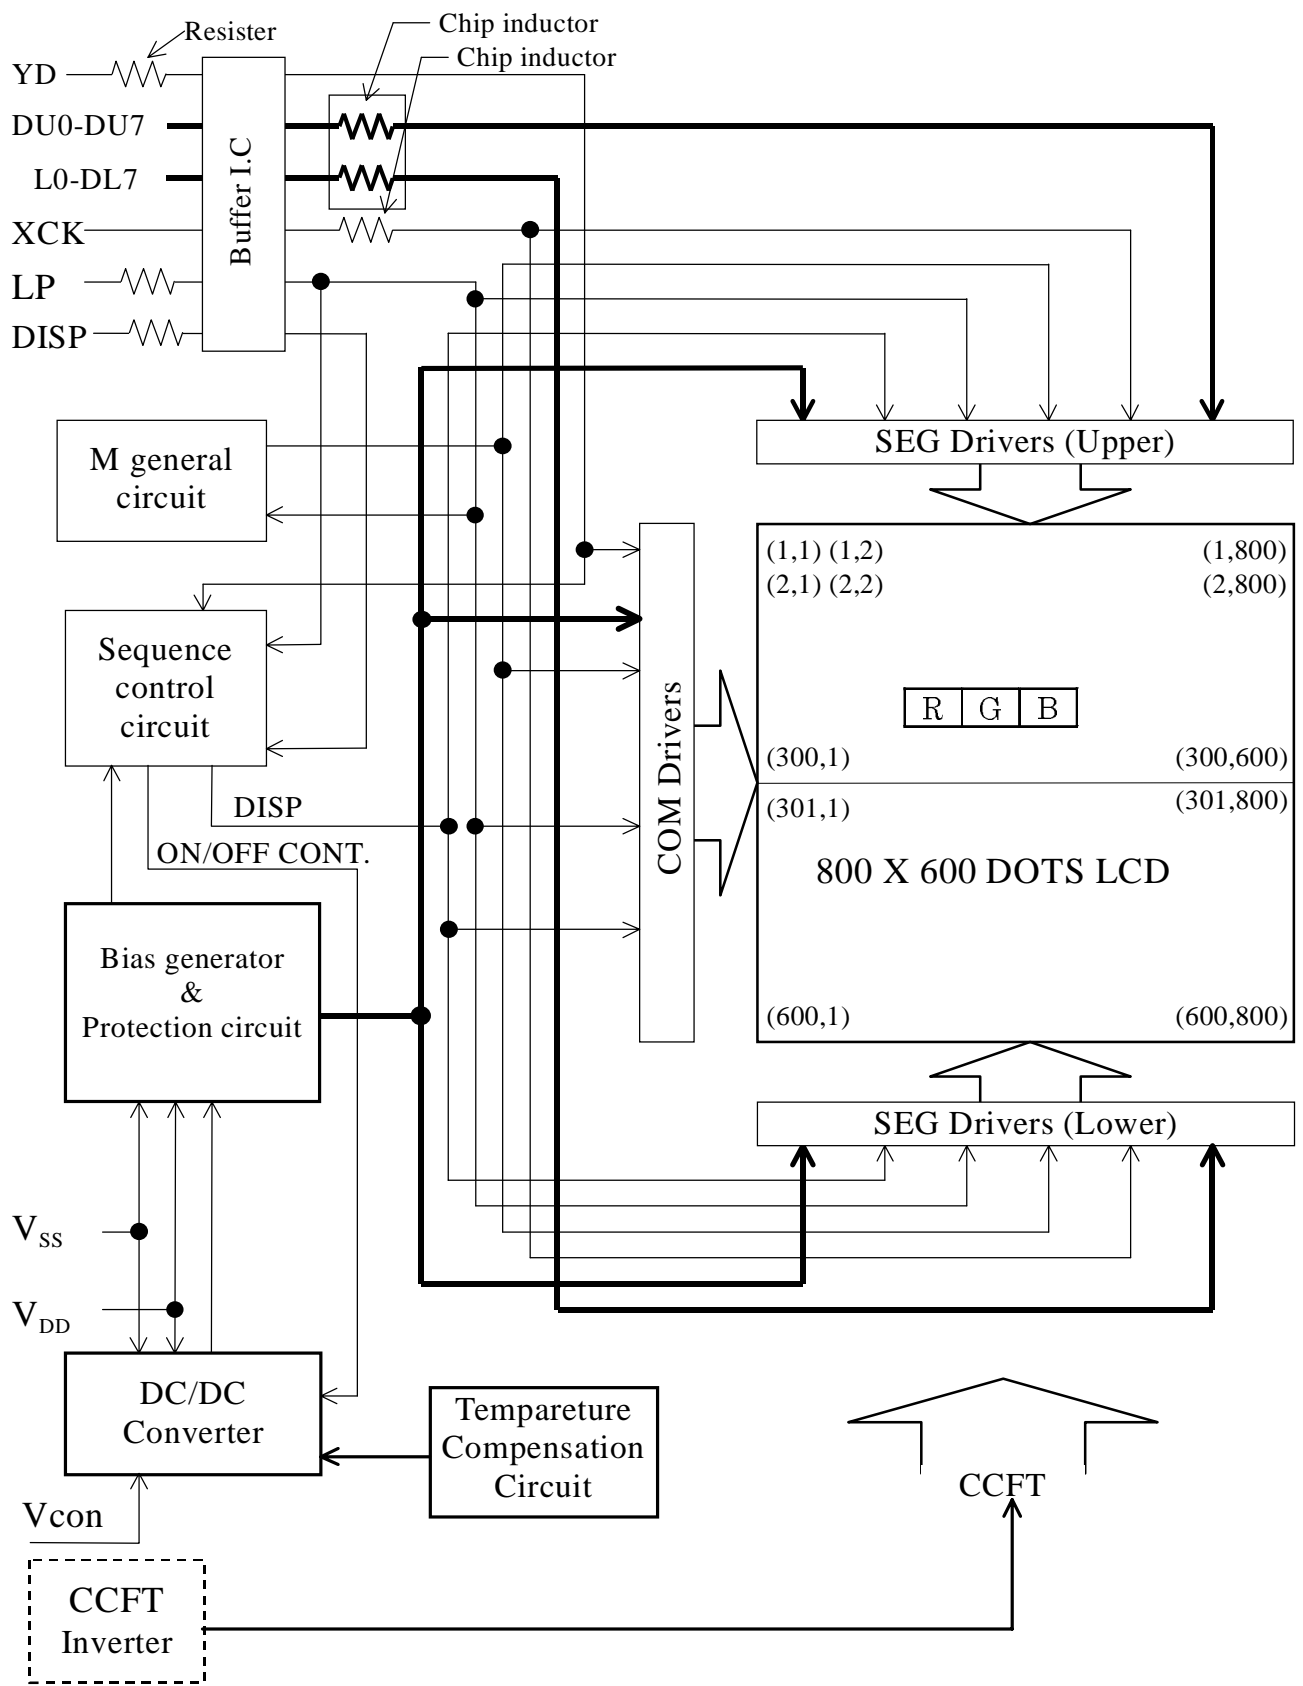 Resister
Chip inductor
Chip inductor
YD
DU0-DU7
L0-DL7
XCK
LP
DISP
Buffer I.C
M general
circuit
SEG Drivers (Upper)
(1,1) (1,2)
(1,800)
(2,1) (2,2)
(2,800)
Sequence
control
circuit
COM Drivers
R G B
(300,1)
(300,600)
(301,1)
(301,800)
DISP
ON/OFF CONT.
800 X 600 DOTS LCD
Bias generator
&
Protection circuit
(600,1)
(600,800)
SEG Drivers (Lower)
VSS
VDD
DC/DC
Converter
Tempareture
Compensation
Circuit
CCFT
Vcon
CCFT
Inverter